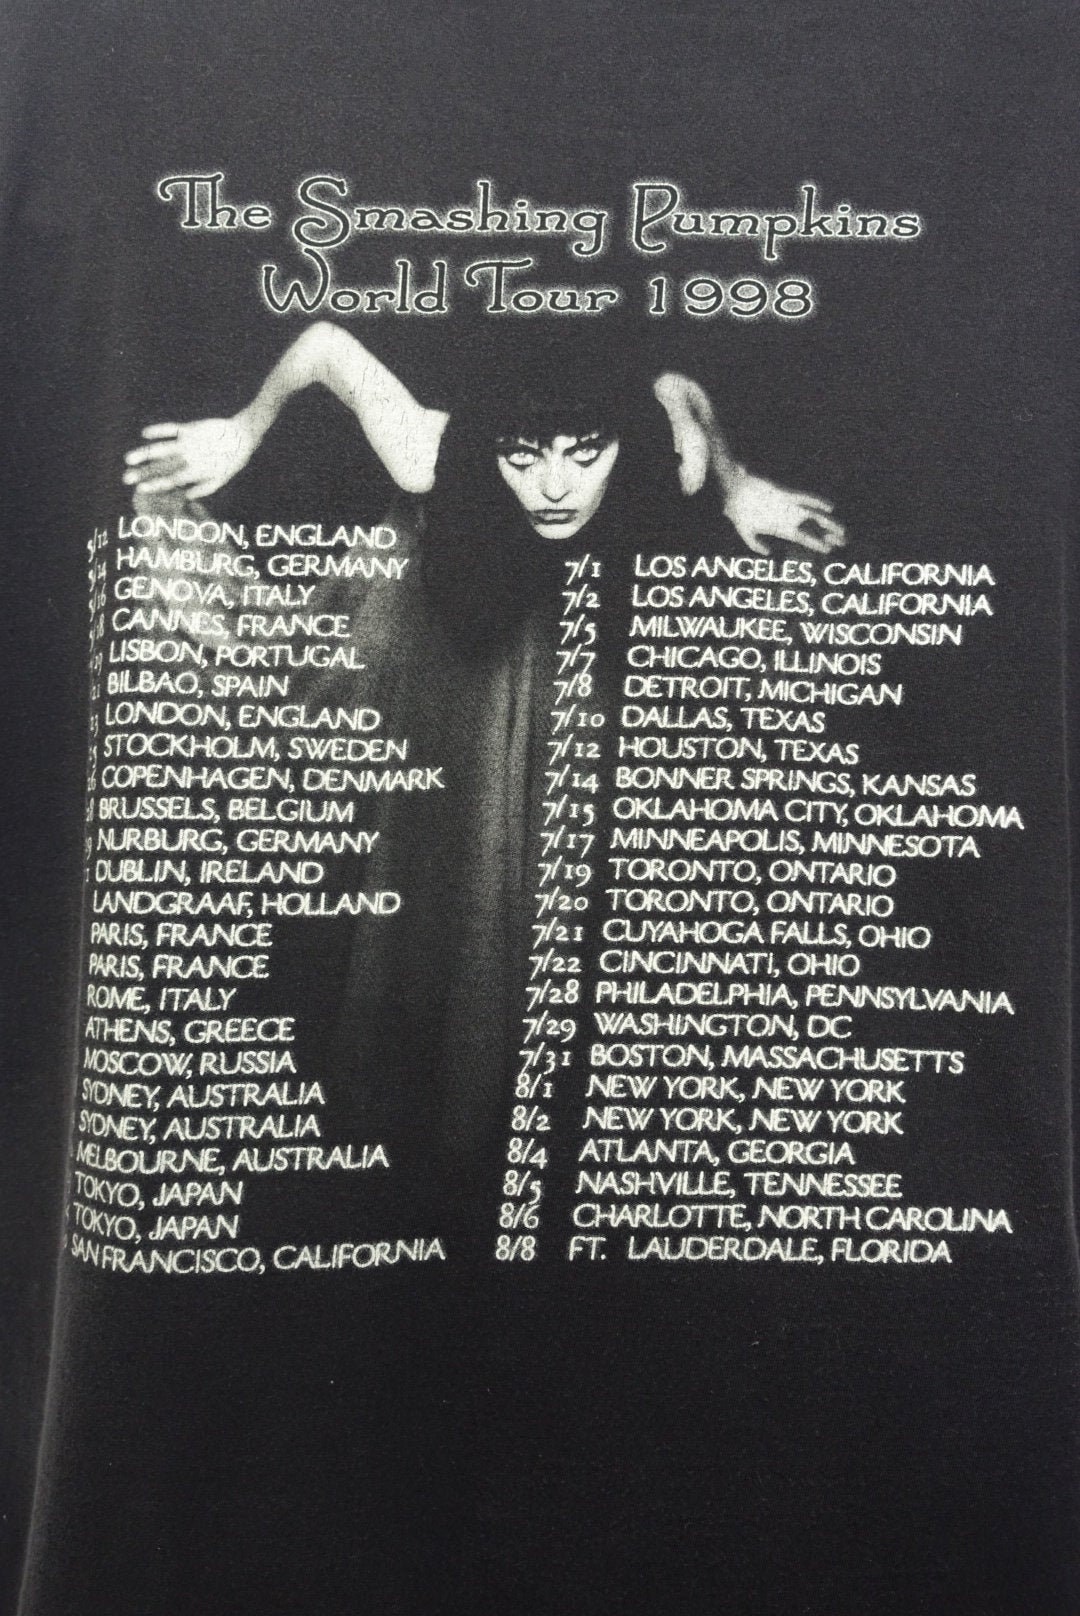 The Smashing Pumpkins
World Tour 1998
5/12 LONDON, ENGLAND
5/14 HAMBURG, GERMANY
5/16 GENOVA, ITALY
CANNES, FRANCE
LISBON, PORTUGAL
BILBAO, SPAIN
LONDON, ENGLAND
STOCKHOLM, SWEDEN
COPENHAGEN, DENMARK
BRUSSELS, BELGIUM
NURBURG, GERMANY
DUBLIN, IRELAND
LANDGRAAF, HOLLAND
PARIS, FRANCE
PARIS, FRANCE
ROME, ITALY
ATHENS, GREECE
MOSCOW, RUSSIA
SYDNEY, AUSTRALIA
SYDNEY, AUSTRALIA
MELBOURNE, AUSTRALIA
TOKYO, JAPAN
TOKYO, JAPAN
SAN FRANCISCO, CALIFORNIA
7/1 LOS ANGELES, CALIFORNIA
7/2 LOS ANGELES, CALIFORNIA
7/5 MILWAUKEE, WISCONSIN
7/7 CHICAGO, ILLINOIS
7/8 DETROIT, MICHIGAN
7/10 DALLAS, TEXAS
7/12 HOUSTON, TEXAS
7/14 BONNER SPRINGS, KANSAS
7/15 OKLAHOMA CITY, OKLAHOMA
7/17 MINNEAPOLIS, MINNESOTA
7/19 TORONTO, ONTARIO
7/20 TORONTO, ONTARIO
7/21 CUYAHOGA FALLS, OHIO
7/22 CINCINNATI, OHIO
7/28 PHILADELPHIA, PENNSYLVANIA
7/29 WASHINGTON, DC
7/31 BOSTON, MASSACHUSETTS
8/1 NEW YORK, NEW YORK
8/2 NEW YORK, NEW YORK
8/4 ATLANTA, GEORGIA
8/5 NASHVILLE, TENNESSEE
8/6 CHARLOTTE, NORTH CAROLINA
8/8 FT. LAUDERDALE, FLORIDA